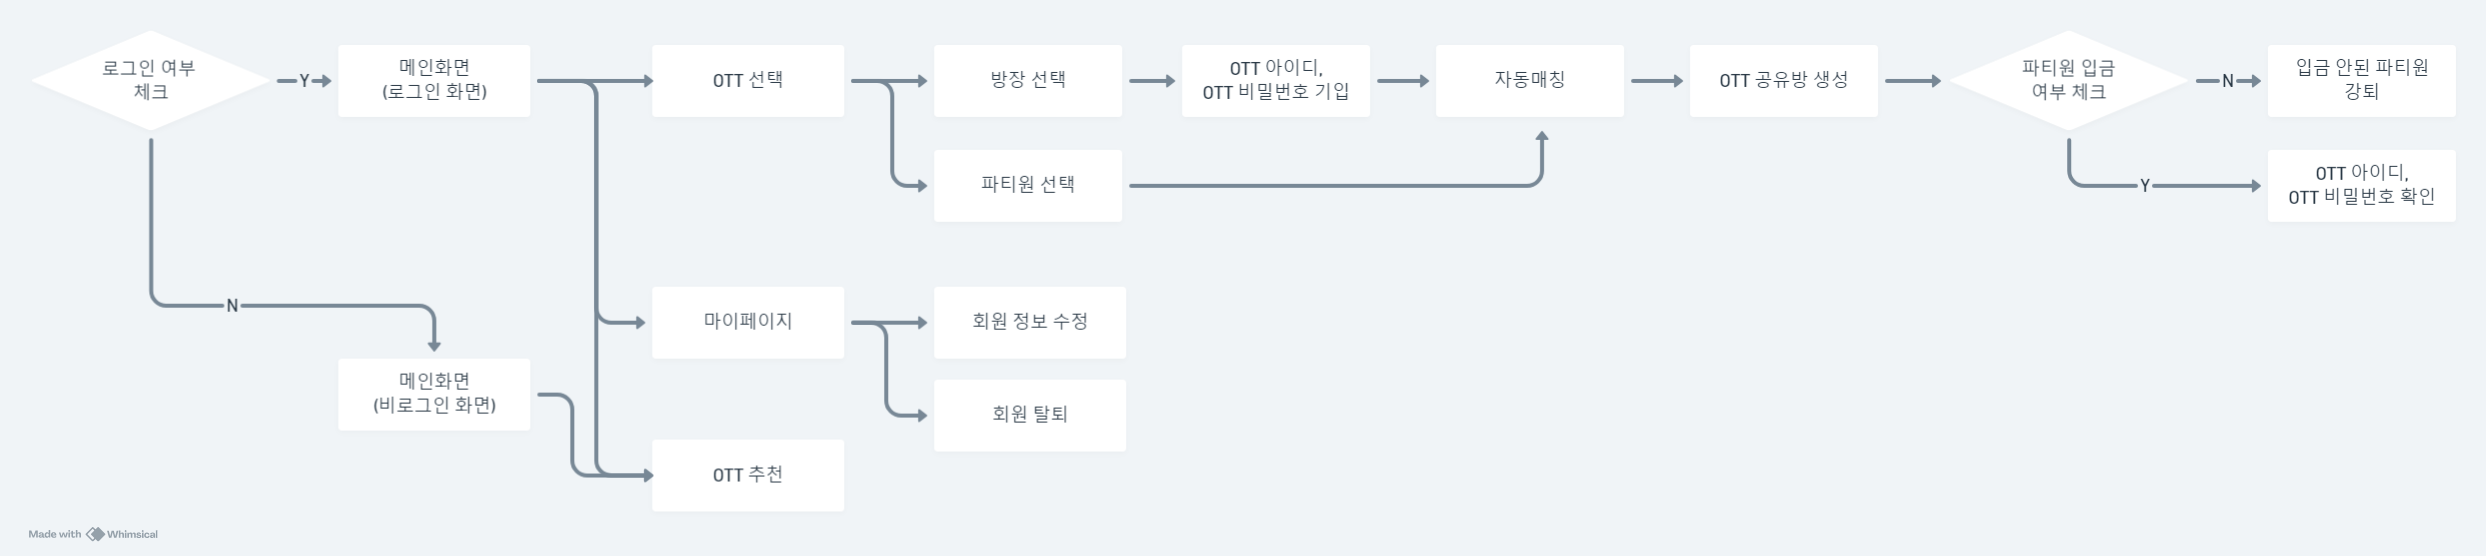 로그인 여부
체크
Y
메인화면
(로그인 화면)
OTT 선택
방장 선택
OTT 아이디,
OTT 비밀번호 기입
자동매칭
OTT 공유방 생성
파티원 입금
여부 체크
N
입금 안된 파티원
강퇴
파티원 선택
Y
OTT 아이디,
OTT 비밀번호 확인
N
마이페이지
회원 정보 수정
메인화면
(비로그인 화면)
회원 탈퇴
OTT 추천
Made with Whimsical